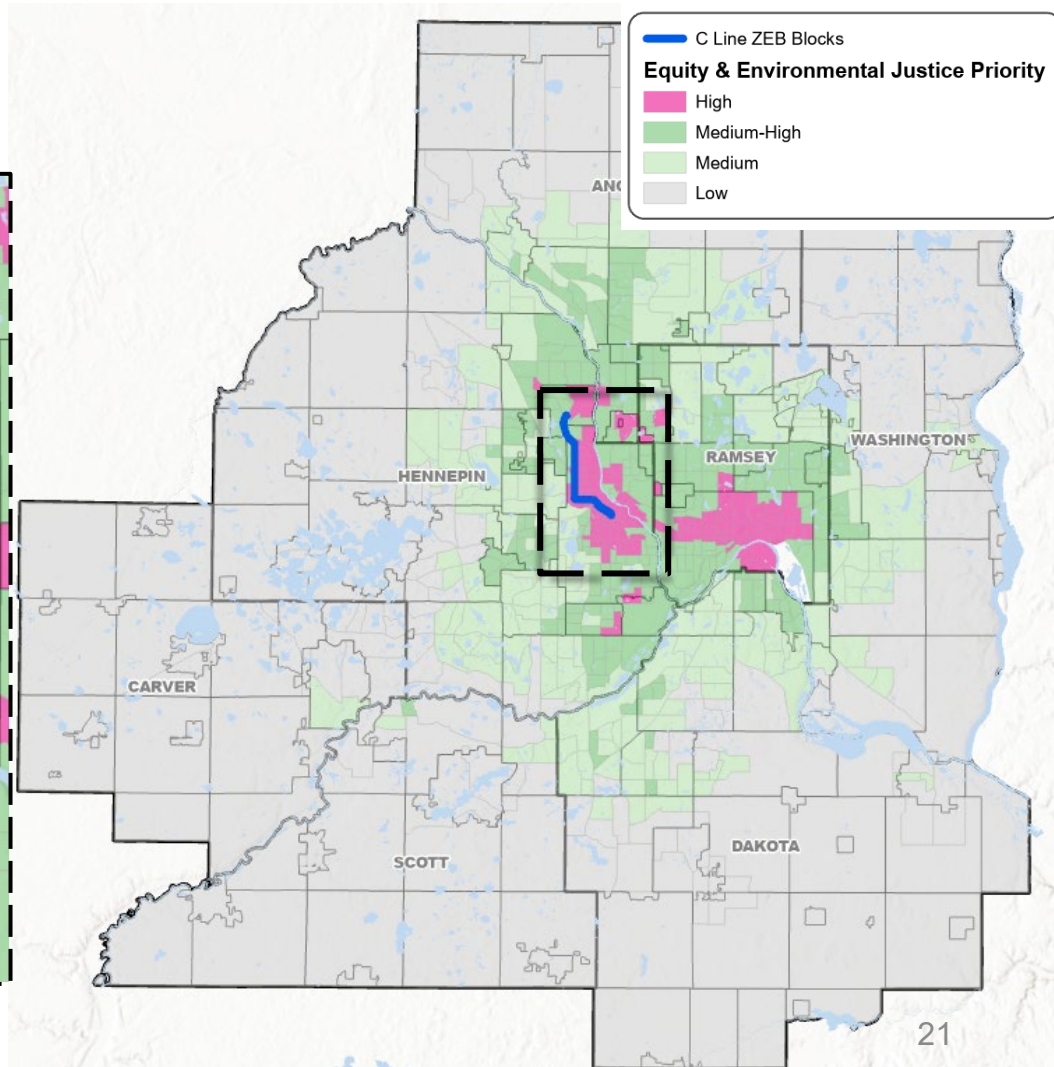 C Line ZEB Blocks
Equity & Environmental Justice Priority
High
Medium-High
Medium
Low
WASHINGTON
RAMSEY
HENNEPIN
CARVER
DAKOTA
SCOTT
21